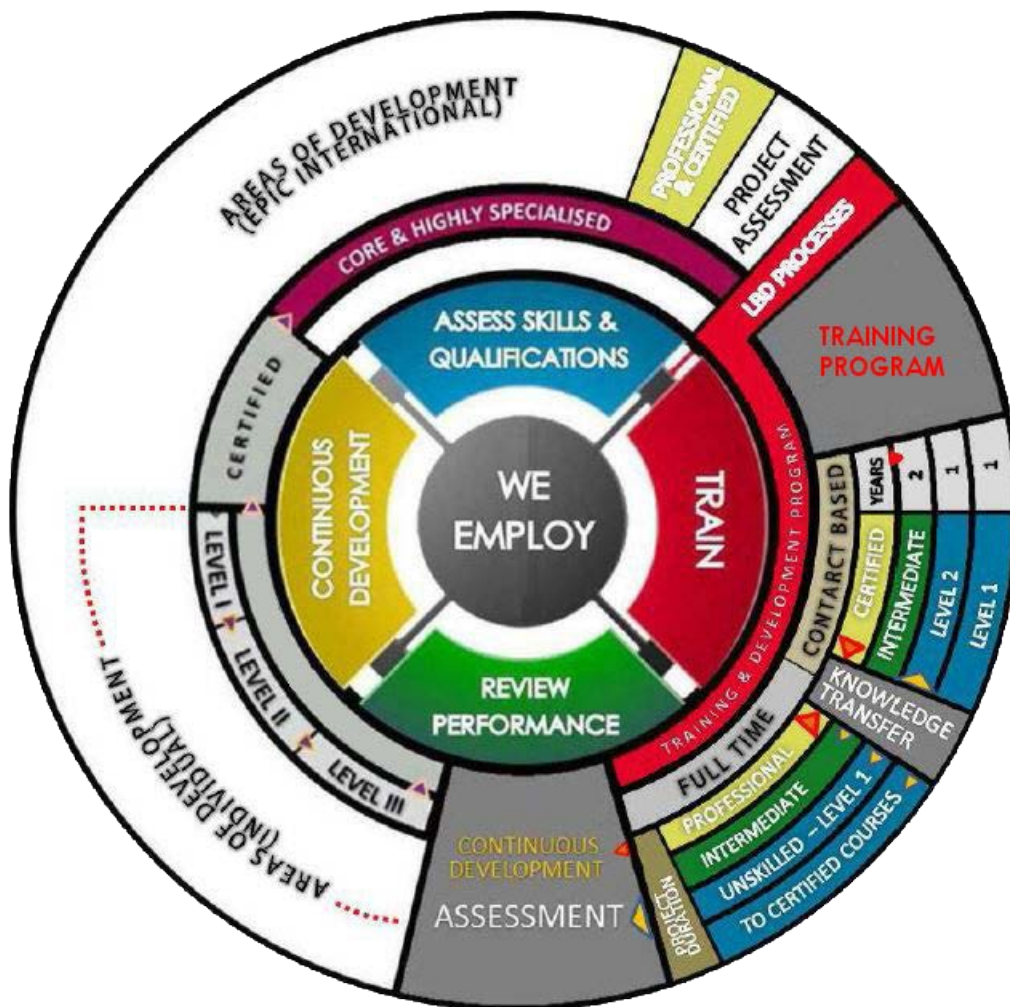 AREAS OF DEVELOPMENT
(EPIC INTERNATIONAL)
PROFESSIONAL
& CERTIFIED
PROJECT
ASSESSMENT
LBD PROCESSES
TRAINING
PROGRAM
CORE & HIGHLY SPECIALISED
CERTIFIED
ASSESS SKILLS &
QUALIFICATIONS
CONTINUOUS
DEVELOPMENT
WE
EMPLOY
TRAIN
REVIEW
PERFORMANCE
TRAINING & DEVELOPMENT PROGRAM
CONTARCT BASED
YEARS
2
1
1
CERTIFIED
INTERMEDIATE
LEVEL 2
LEVEL 1
KNOWLEDGE
TRANSFER
FULL TIME
PROFESSIONAL
INTERMEDIATE
UNSKILLED – LEVEL 1
TO CERTIFIED COURSES
PROJECT
DURATION
CONTINUOUS
DEVELOPMENT
ASSESSMENT
LEVEL I
LEVEL II
LEVEL III
AREAS OF DEVELOPMENT
(INDIVIDUAL)